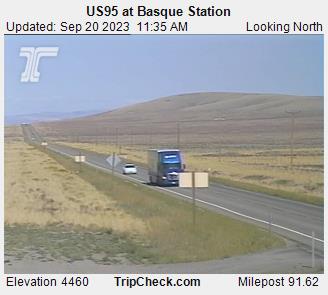 US95 at Basque Station
Updated: Sep 20 2023 11:35 AM
Looking North
Elevation 4460
TripCheck.com
Milepost 91.62